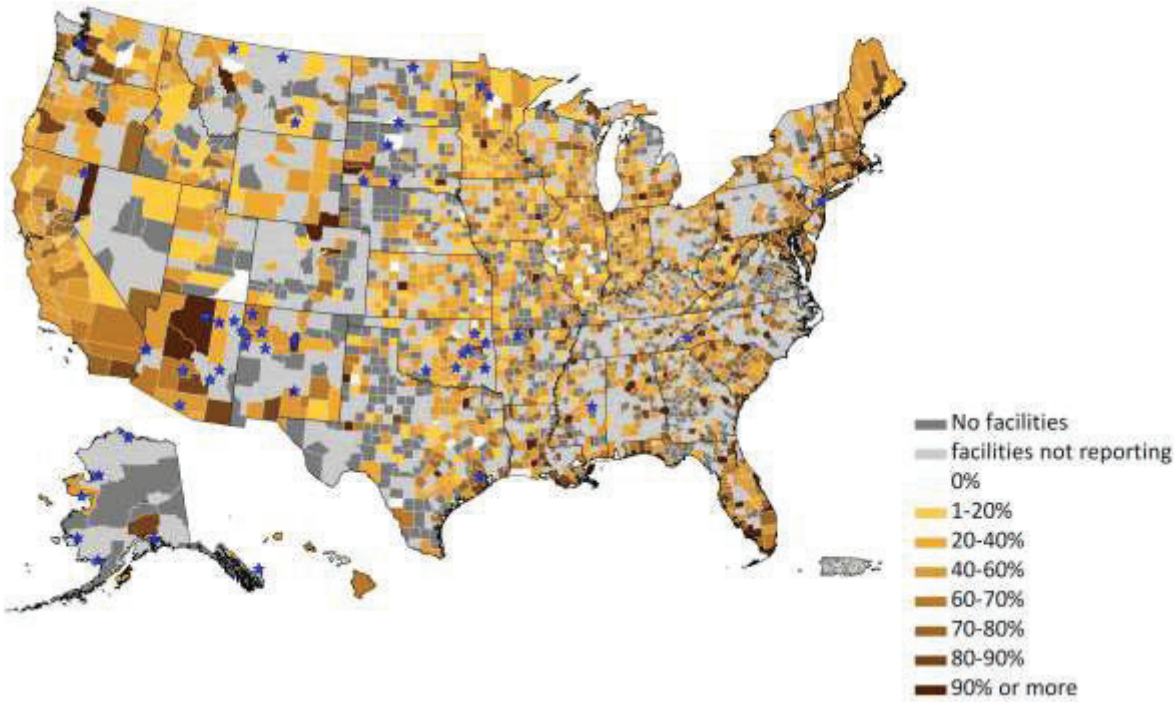 No facilities
facilities not reporting
0%
1-20%
20-40%
40-60%
60-70%
70-80%
80-90%
90% or more